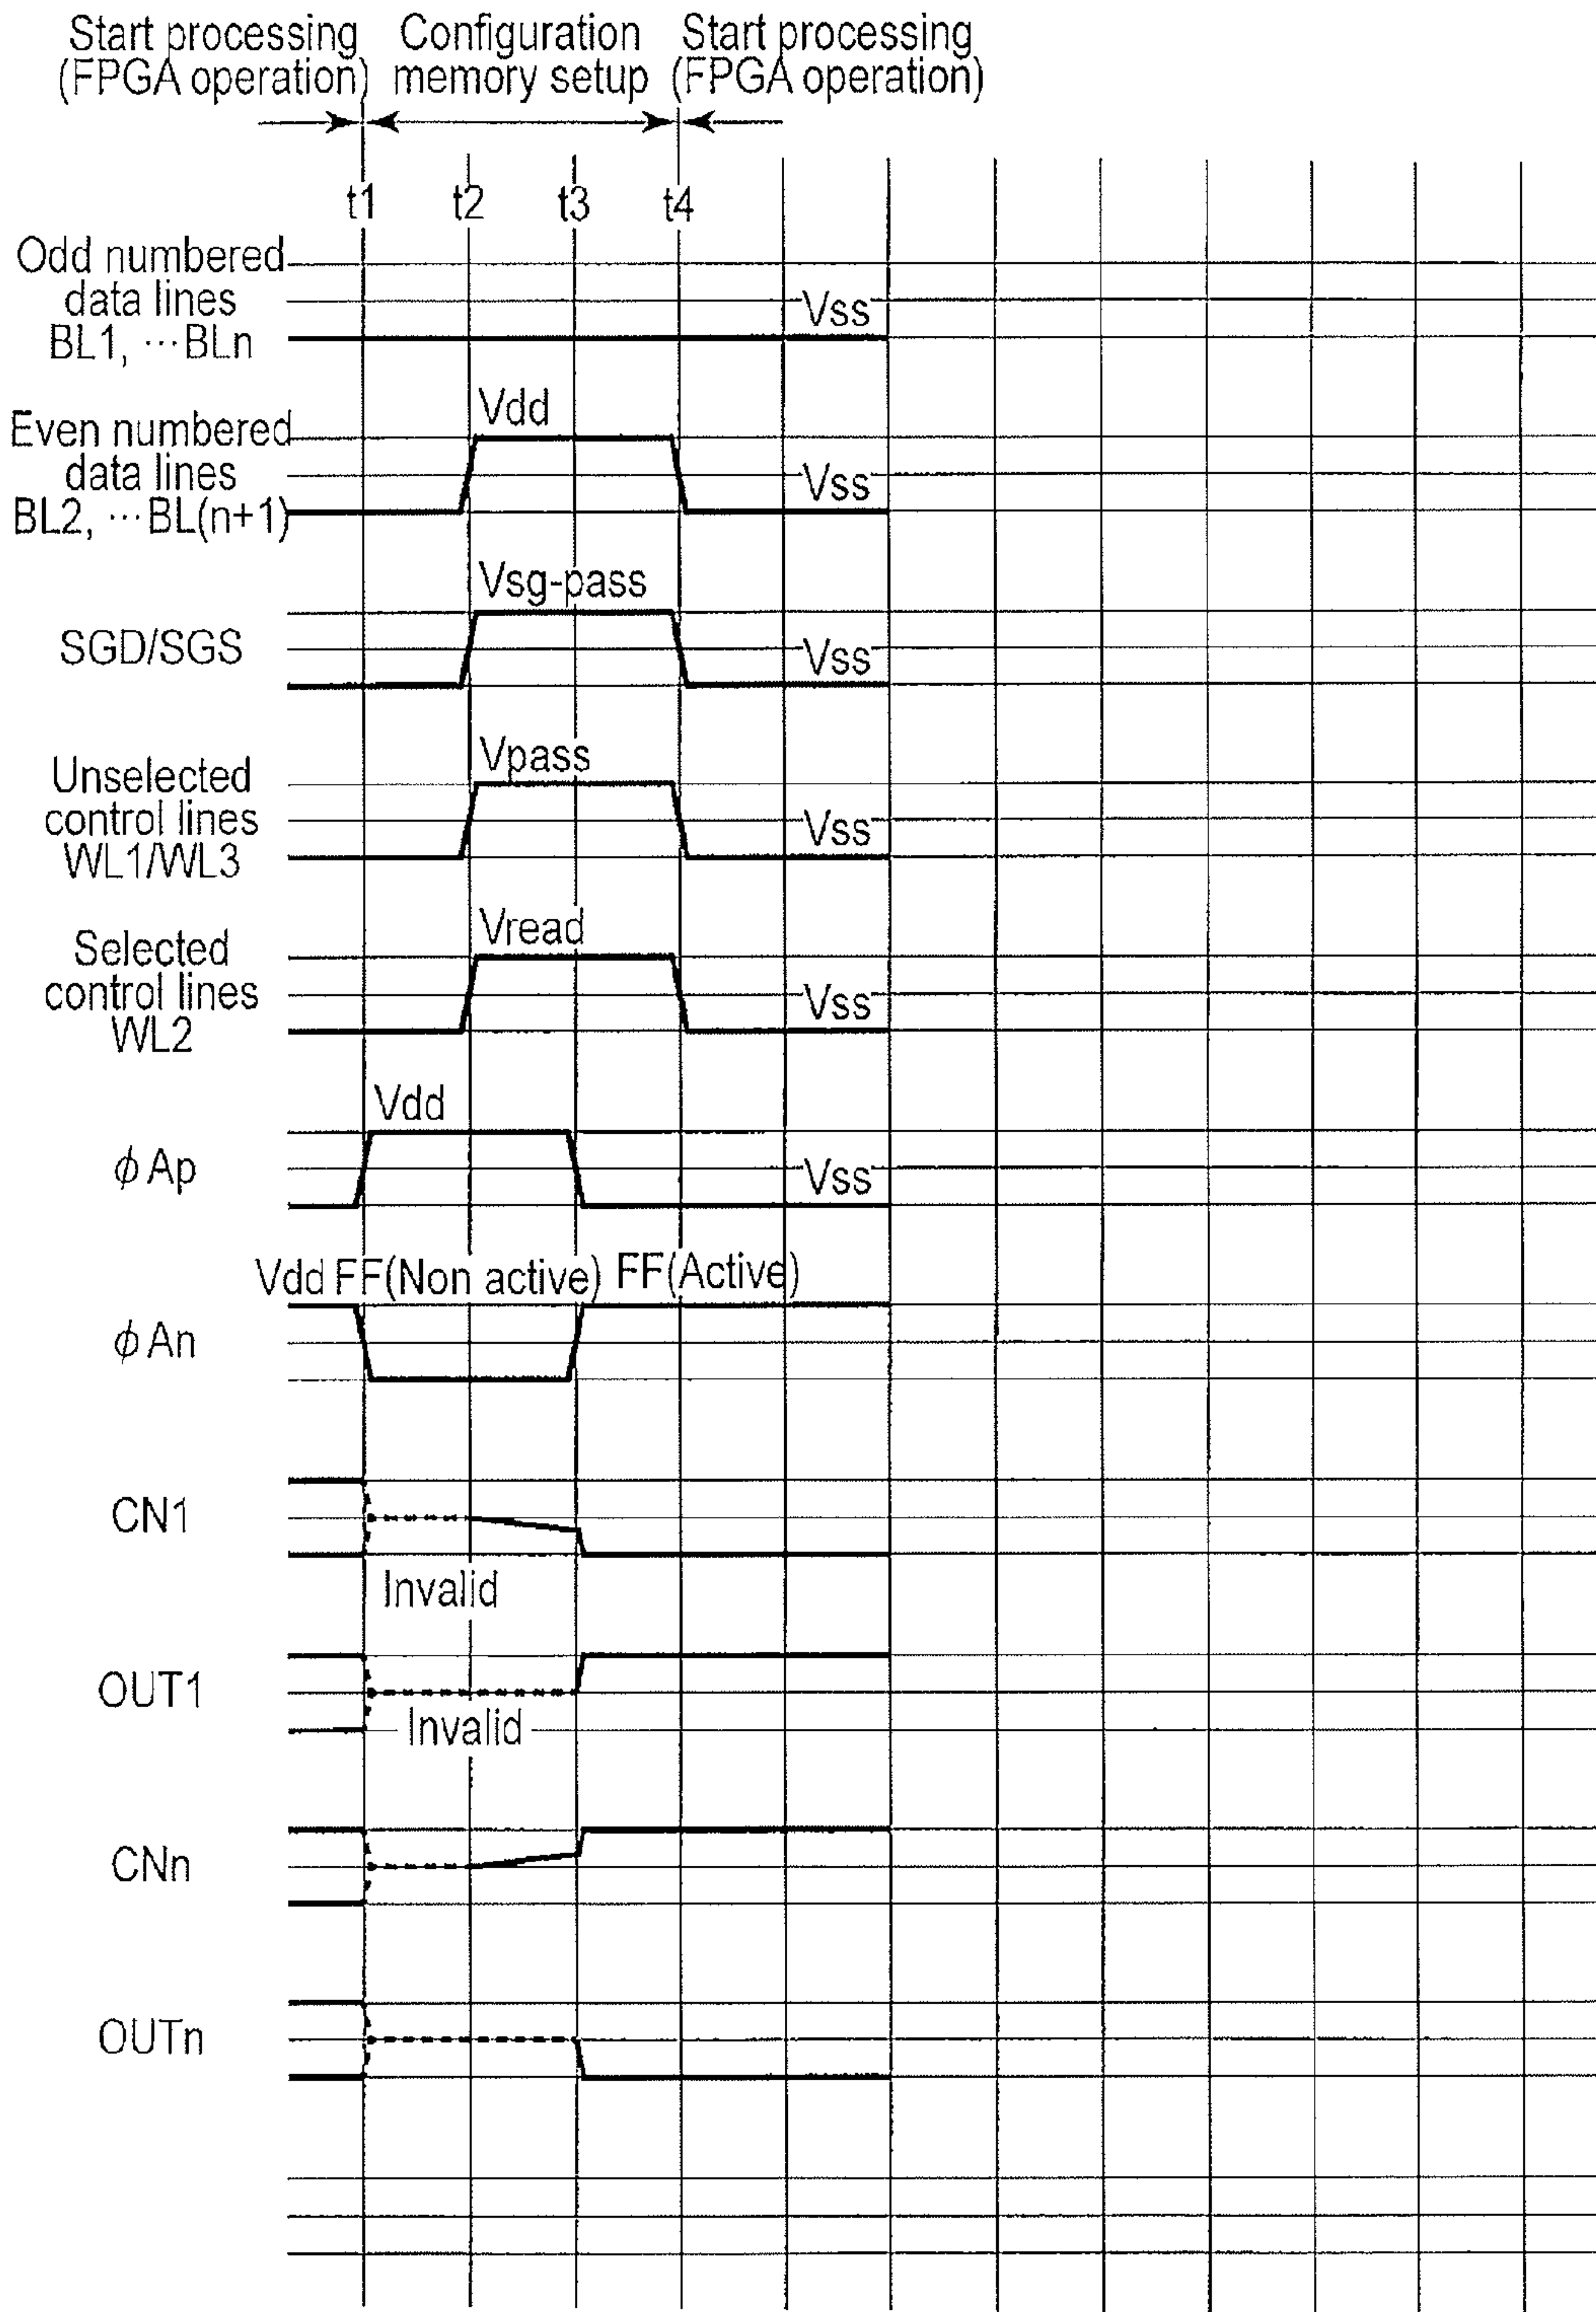 Start processing
(FPGA operation)
Configuration
memory setup
Start processing
(FPGA operation)
t1 t2 t3 t4
Odd numbered
data lines
BL1, ···BLn
Vss
Even numbered
data lines
BL2, ···BL(n+1)
Vdd
Vss
SGD/SGS
Vsg-pass
Vss
Unselected
control lines
WL1/WL3
Vpass
Vss
Selected
control lines
WL2
Vread
Vss
ϕAp
Vdd
Vss
Vdd FF(Non active) FF(Active)
ϕAn
CN1
Invalid
OUT1
Invalid
CNn
OUTn